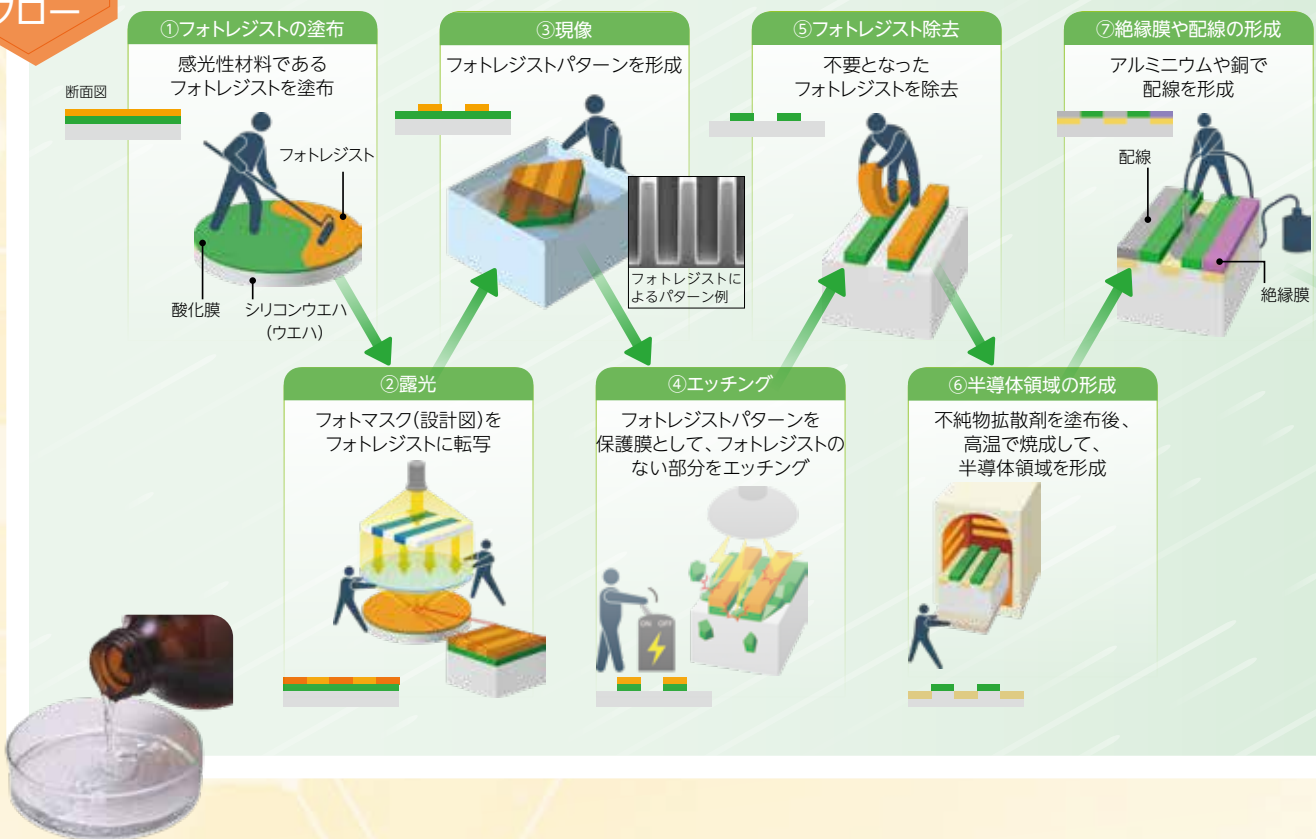 フロー
①フォトレジストの塗布
感光性材料である
フォトレジストを塗布
断面図
フォトレジスト
酸化膜
シリコンウエハ
(ウエハ)
②露光
フォトマスク(設計図)を
フォトレジストに転写
③現像
フォトレジストパターンを形成
フォトレジストに
よるパターン例
④エッチング
フォトレジストパターンを
保護膜として、フォトレジストの
ない部分をエッチング
ON OFF
⑤フォトレジスト除去
不要となった
フォトレジストを除去
⑥半導体領域の形成
不純物拡散剤を塗布後、
高温で焼成して、
半導体領域を形成
⑦絶縁膜や配線の形成
アルミニウムや銅で
配線を形成
配線
絶縁膜